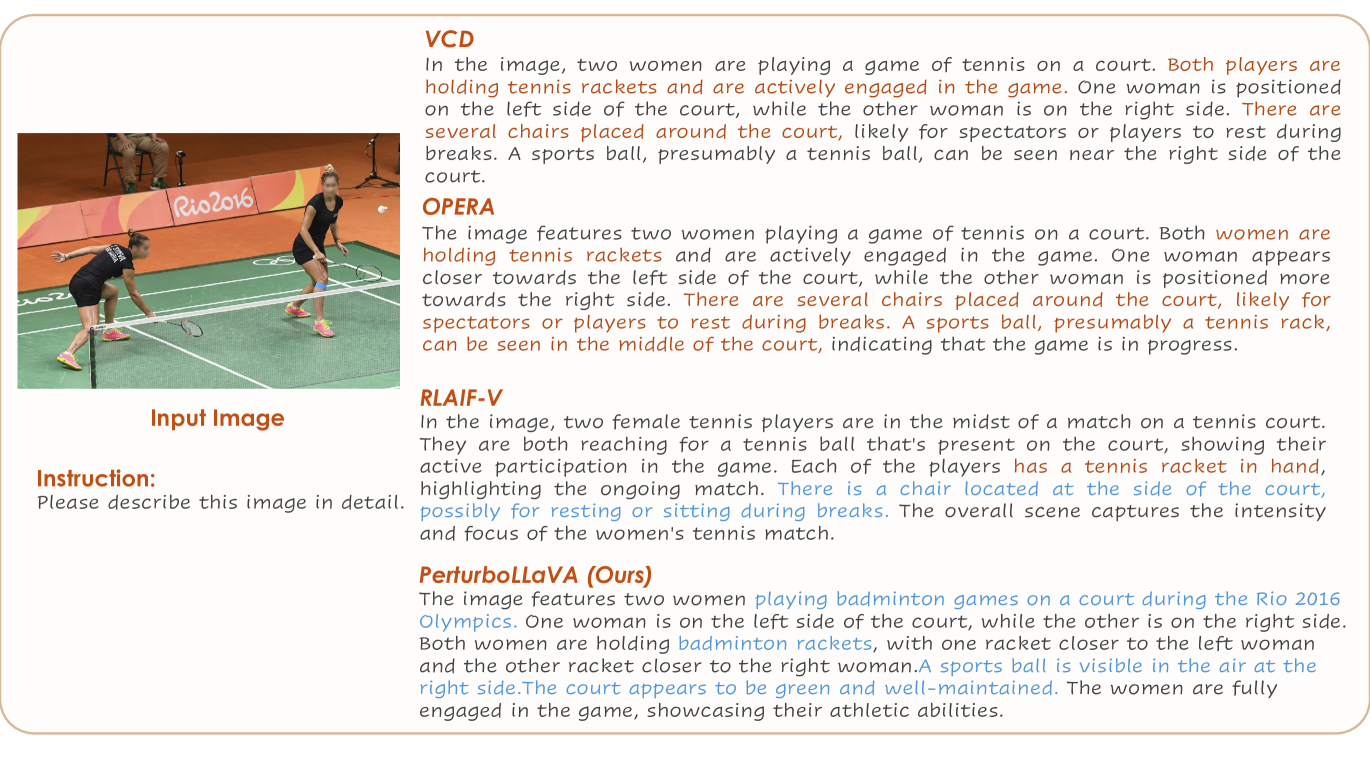 VCD
In the image, two women are playing a game of tennis on a court. Both players are
holding tennis rackets and are actively engaged in the game. One woman is positioned
on the left side of the court, while the other woman is on the right side. There are
several chairs placed around the court, likely for spectators or players to rest during
breaks. A sports ball, presumably a tennis ball, can be seen near the right side of the
court.
OPERA
The image features two women playing a game of tennis on a court. Both women are
holding tennis rackets and are actively engaged in the game. One woman appears
closer towards the left side of the court, while the other woman is positioned more
towards the right side. There are several chairs placed around the court, likely for
spectators or players to rest during breaks. A sports ball, presumably a tennis rack,
can be seen in the middle of the court, indicating that the game is in progress.
Rio2016
Input Image
Instruction:
Please describe this image in detail.
RLAIF-V
In the image, two female tennis players are in the midst of a match on a tennis court.
They are both reaching for a tennis ball that's present on the court, showing their
active participation in the game. Each of the players has a tennis racket in hand,
highlighting the ongoing match. There is a chair located at the side of the court,
possibly for resting or sitting during breaks. The overall scene captures the intensity
and focus of the women's tennis match.
PerturboLLaVA (Ours)
The image features two women playing badminton games on a court during the Rio 2016
Olympics. One woman is on the left side of the court, while the other is on the right side.
Both women are holding badminton rackets, with one racket closer to the left woman
and the other racket closer to the right woman.A sports ball is visible in the air at the
right side.The court appears to be green and well-maintained. The women are fully
engaged in the game, showcasing their athletic abilities.